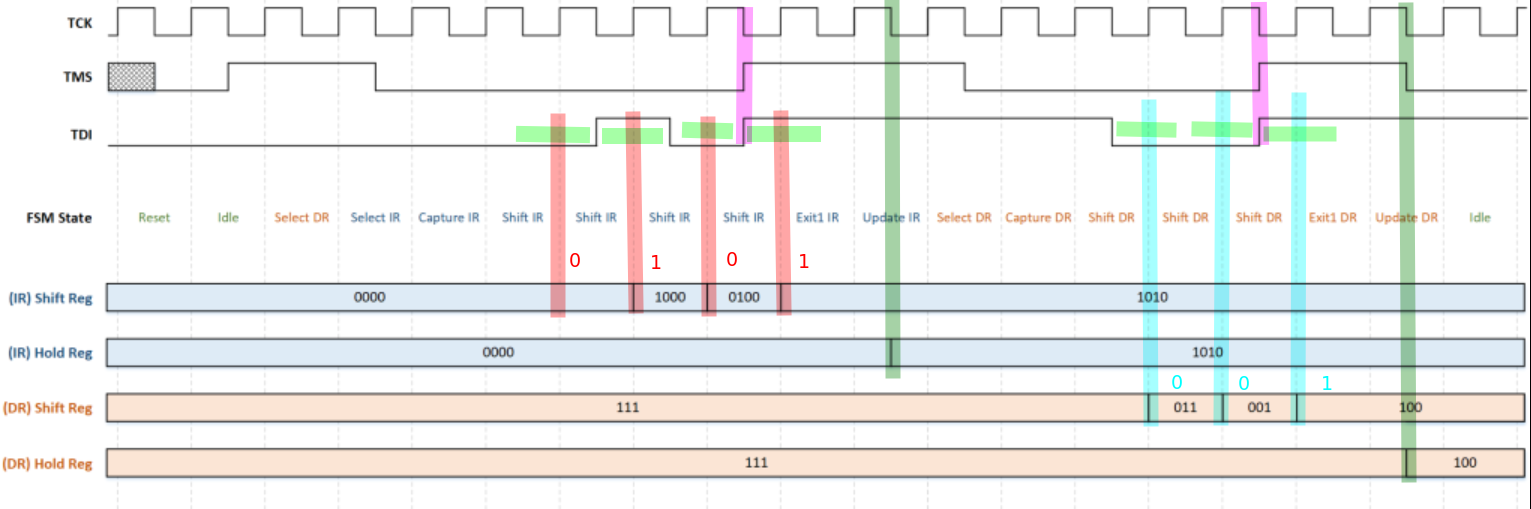 TCK
TMS
TDI
FSM State Reset Idle Select DR Select IR Capture IR Shift IR Shift IR Shift IR Shift IR Exit1 IR Update IR Select DR Capture DR Shift DR Shift DR Shift DR Exit1 DR Update DR Idle
0 1 0 1
(IR) Shift Reg 0000 1000 0100 1010
(IR) Hold Reg 0000 1010
0 0 1
(DR) Shift Reg 111 011 001 100
(DR) Hold Reg 111 100